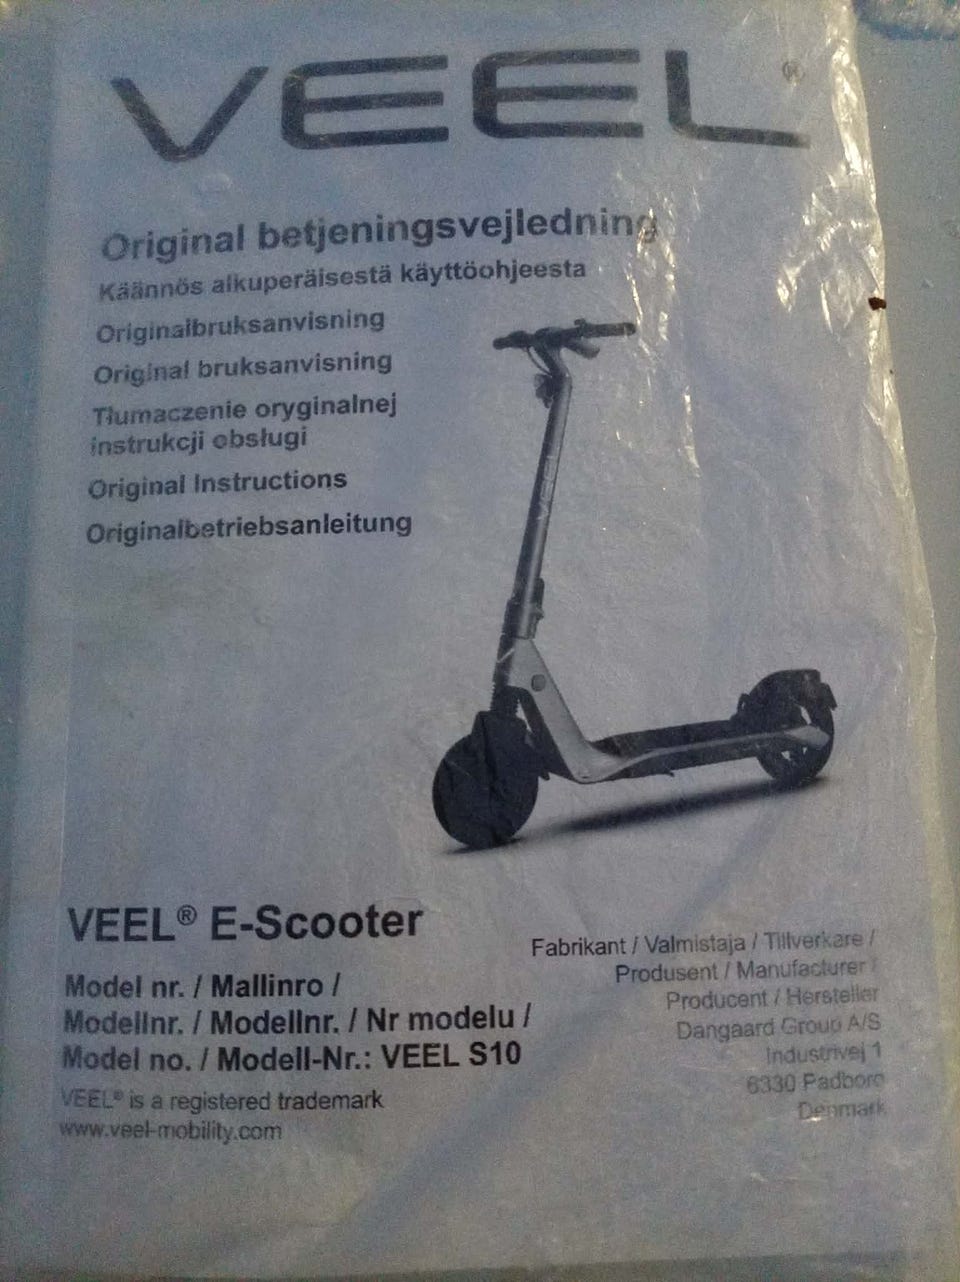 VEEL®
Original betjeningsvejledning
Käännös alkuperäisestä käyttöohjeesta
Originalbruksanvisning
Original bruksanvisning
Tłumaczenie oryginalnej
instrukcji obsługi
Original Instructions
Originalbetriebsanleitung
VEEL
VEEL® E-Scooter
Model nr. / Mallinro /
Modellnr. / Modellnr. / Nr modelu /
Model no. / Modell-Nr.: VEEL S10
VEEL® is a registered trademark
www.veel-mobility.com
Fabrikant / Valmistaja / Tillverkare /
Produsent / Manufacturer /
Producent / Hersteller
Dangaard Group A/S
Industrivej 1
6330 Padborg
Denmark